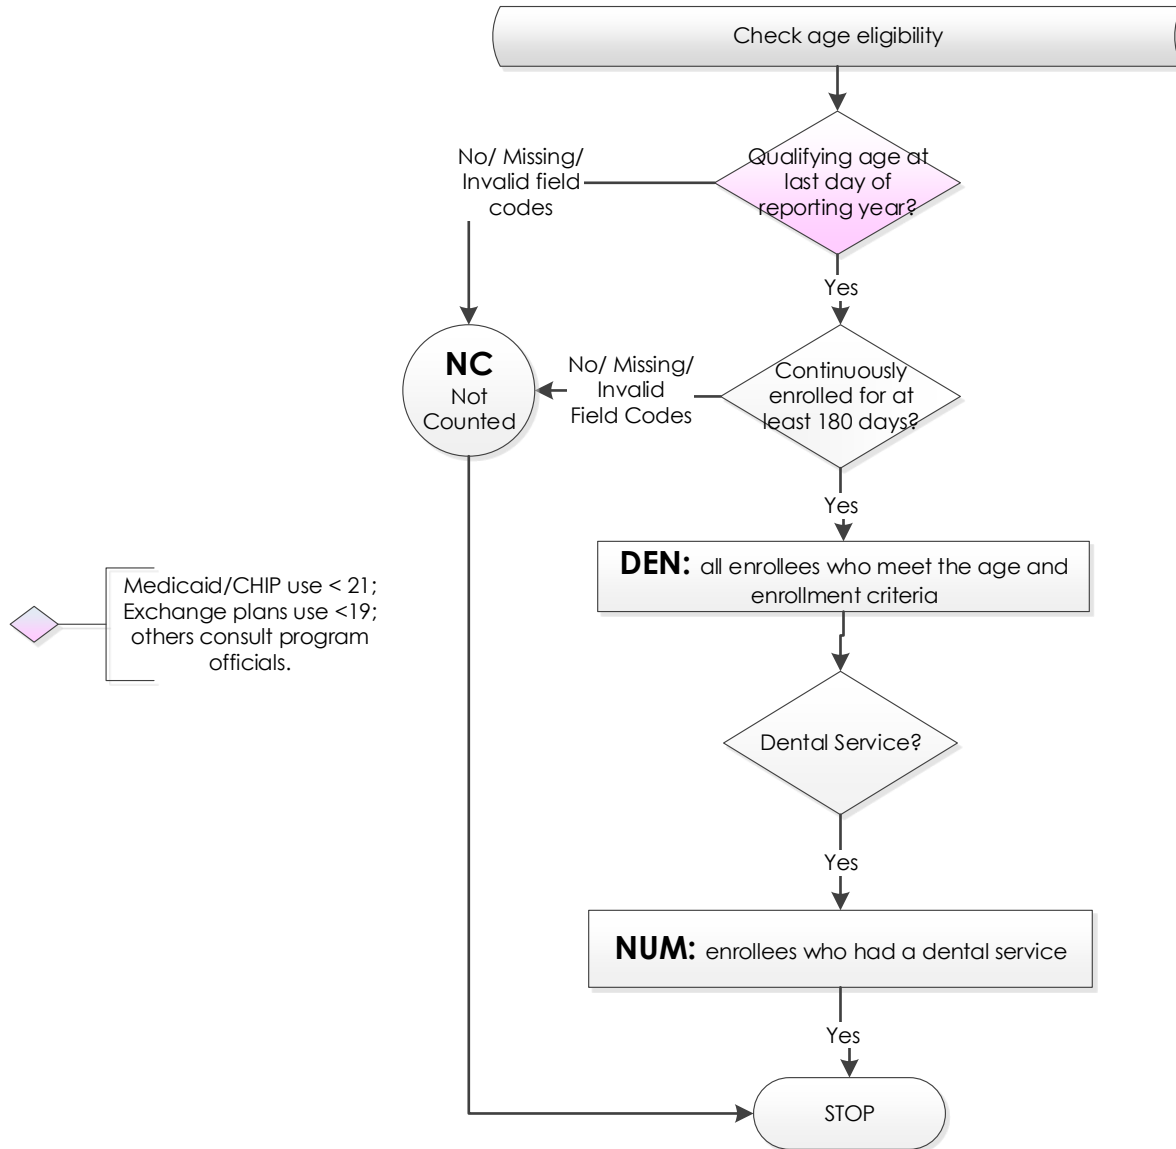 Check age eligibility
Qualifying age at
last day of
reporting year?
No/ Missing/
Invalid field
codes
Yes
NC
Not
Counted
No/ Missing/
Invalid
Field Codes
Continuously
enrolled for at
least 180 days?
Yes
DEN: all enrollees who meet the age and
enrollment criteria
Medicaid/CHIP use < 21;
Exchange plans use <19;
others consult program
officials.
Dental Service?
Yes
NUM: enrollees who had a dental service
Yes
STOP